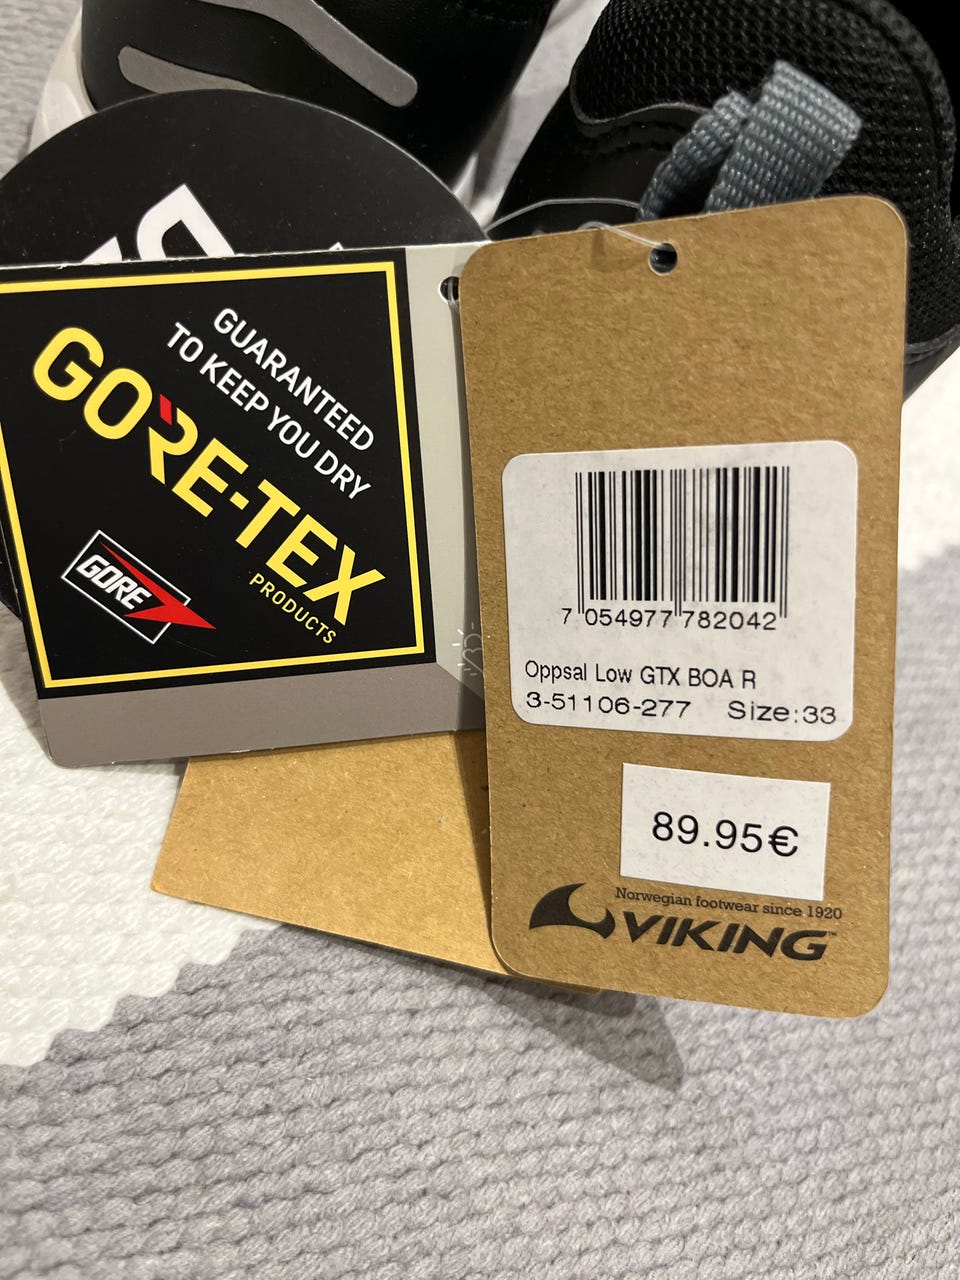 GUARANTEED
TO KEEP YOU DRY
GORE-TEX
PRODUCTS
GORE
7 054977 782042
Oppsal Low GTX BOA R
3-51106-277 Size:33
89.95€
Norwegian footwear since 1920
VIKING™